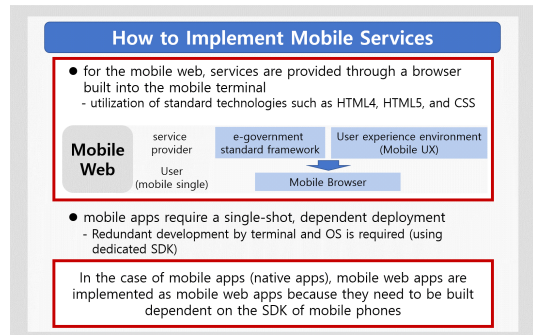 How to Implement Mobile Services
● for the mobile web, services are provided through a browser
built into the mobile terminal
- utilization of standard technologies such as HTML4, HTML5, and CSS
Mobile
Web
service
provider
e-government
standard framework
User experience environment
(Mobile UX)
User
(mobile single)
Mobile Browser
● mobile apps require a single-shot, dependent deployment
- Redundant development by terminal and OS is required (using
dedicated SDK)
In the case of mobile apps (native apps), mobile web apps are
implemented as mobile web apps because they need to be built
dependent on the SDK of mobile phones